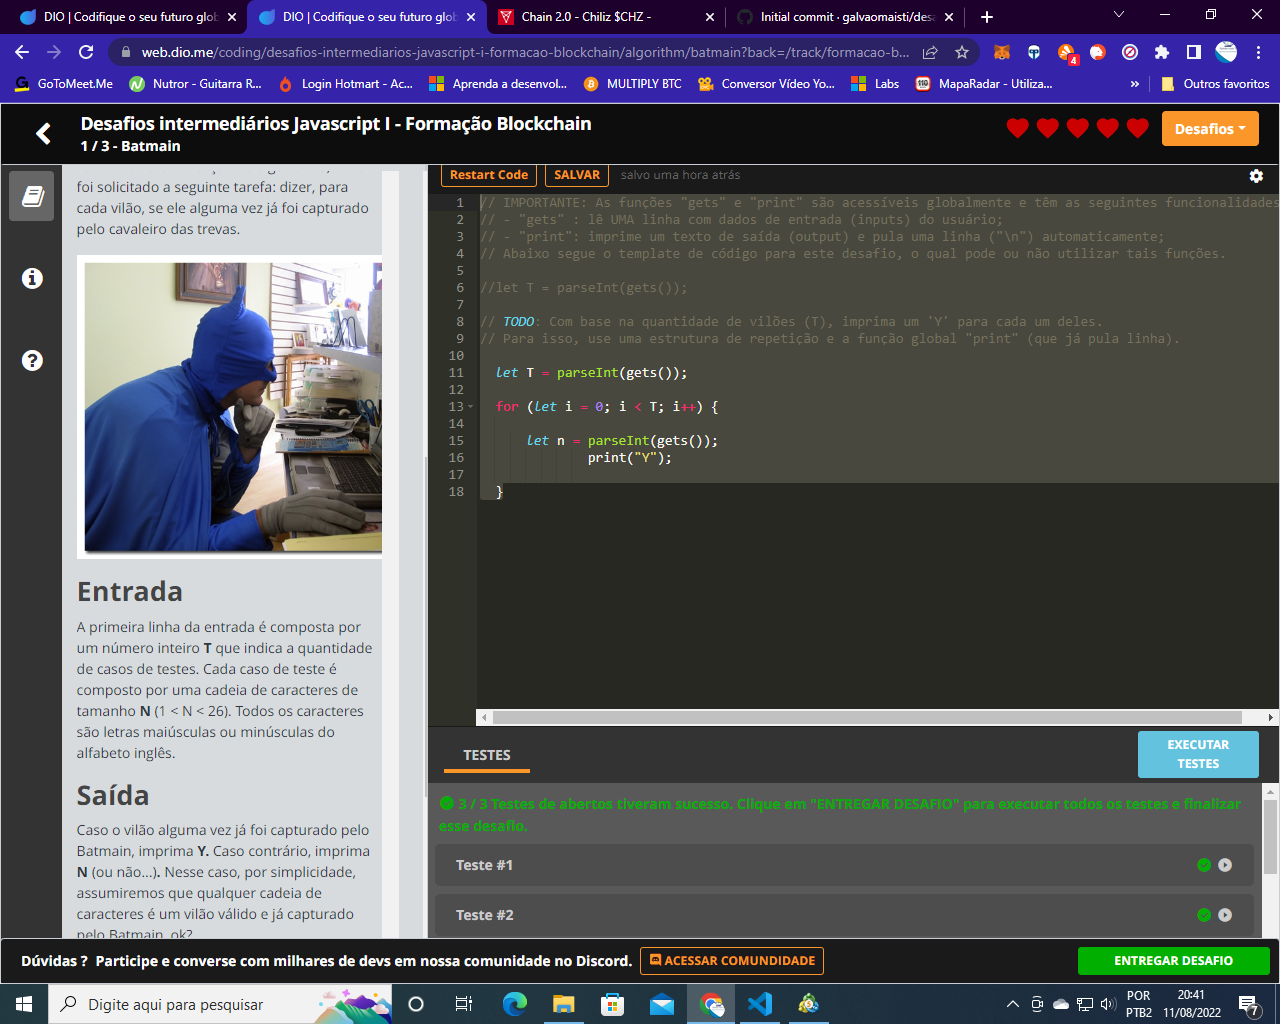 DIO | Codifique o seu futuro glob
DIO | Codifique o seu futuro glob
Chain 2.0 - Chiliz $CHZ -
Initial commit · galvaomaisti/desa
web.dio.me/coding/desafios-intermediarios-javascript-i-formacao-blockchain/algorithm/batmain?back=/track/formacao-b...
4
GoToMeet.Me
Nutror - Guitarra R...
Login Hotmart - Ac...
Aprenda a desenvol...
MULTIPLY BTC
Conversor Vídeo Yo...
Labs
MapaRadar - Utiliza...
»
Outros favoritos
Desafios intermediários Javascript I - Formação Blockchain
1 / 3 - Batmain
Desafios
foi solicitado a seguinte tarefa: dizer, para
cada vilão, se ele alguma vez já foi capturado
pelo cavaleiro das trevas.
Entrada
A primeira linha da entrada é composta por
um número inteiro T que indica a quantidade
de casos de testes. Cada caso de teste é
composto por uma cadeia de caracteres de
tamanho N (1 < N < 26). Todos os caracteres
são letras maiúsculas ou minúsculas do
alfabeto inglês.
Saída
Caso o vilão alguma vez já foi capturado pelo
Batmain, imprima Y. Caso contrário, imprima
N (ou não...). Nesse caso, por simplicidade,
assumiremos que qualquer cadeia de
caracteres é um vilão válido e já capturado
pelo Batmain, ok?
Restart Code
SALVAR
salvo uma hora atrás
1 // IMPORTANTE: As funções "gets" e "print" são acessíveis globalmente e têm as seguintes funcionalidades
2 // - "gets" : lê UMA linha com dados de entrada (inputs) do usuário;
3 // - "print": imprime um texto de saída (output) e pula uma linha ("\n") automaticamente;
4 // Abaixo segue o template de código para este desafio, o qual pode ou não utilizar tais funções.
5
6 //let T = parseInt(gets());
7
8 // TODO: Com base na quantidade de vilões (T), imprima um 'Y' para cada um deles.
9 // Para isso, use uma estrutura de repetição e a função global "print" (que já pula linha).
10
11 let T = parseInt(gets());
12
13 for (let i = 0; i < T; i++) {
14
15 let n = parseInt(gets());
16 print("Y");
17
18 }
TESTES
EXECUTAR
TESTES
3 / 3 Testes de abertos tiveram sucesso. Clique em "ENTREGAR DESAFIO" para executar todos os testes e finalizar
esse desafio.
Teste #1
Teste #2
Dúvidas ? Participe e converse com milhares de devs em nossa comunidade no Discord.
ACESSAR COMUNDIDADE
ENTREGAR DESAFIO
Digite aqui para pesquisar
POR
PTB2
20:41
11/08/2022
7